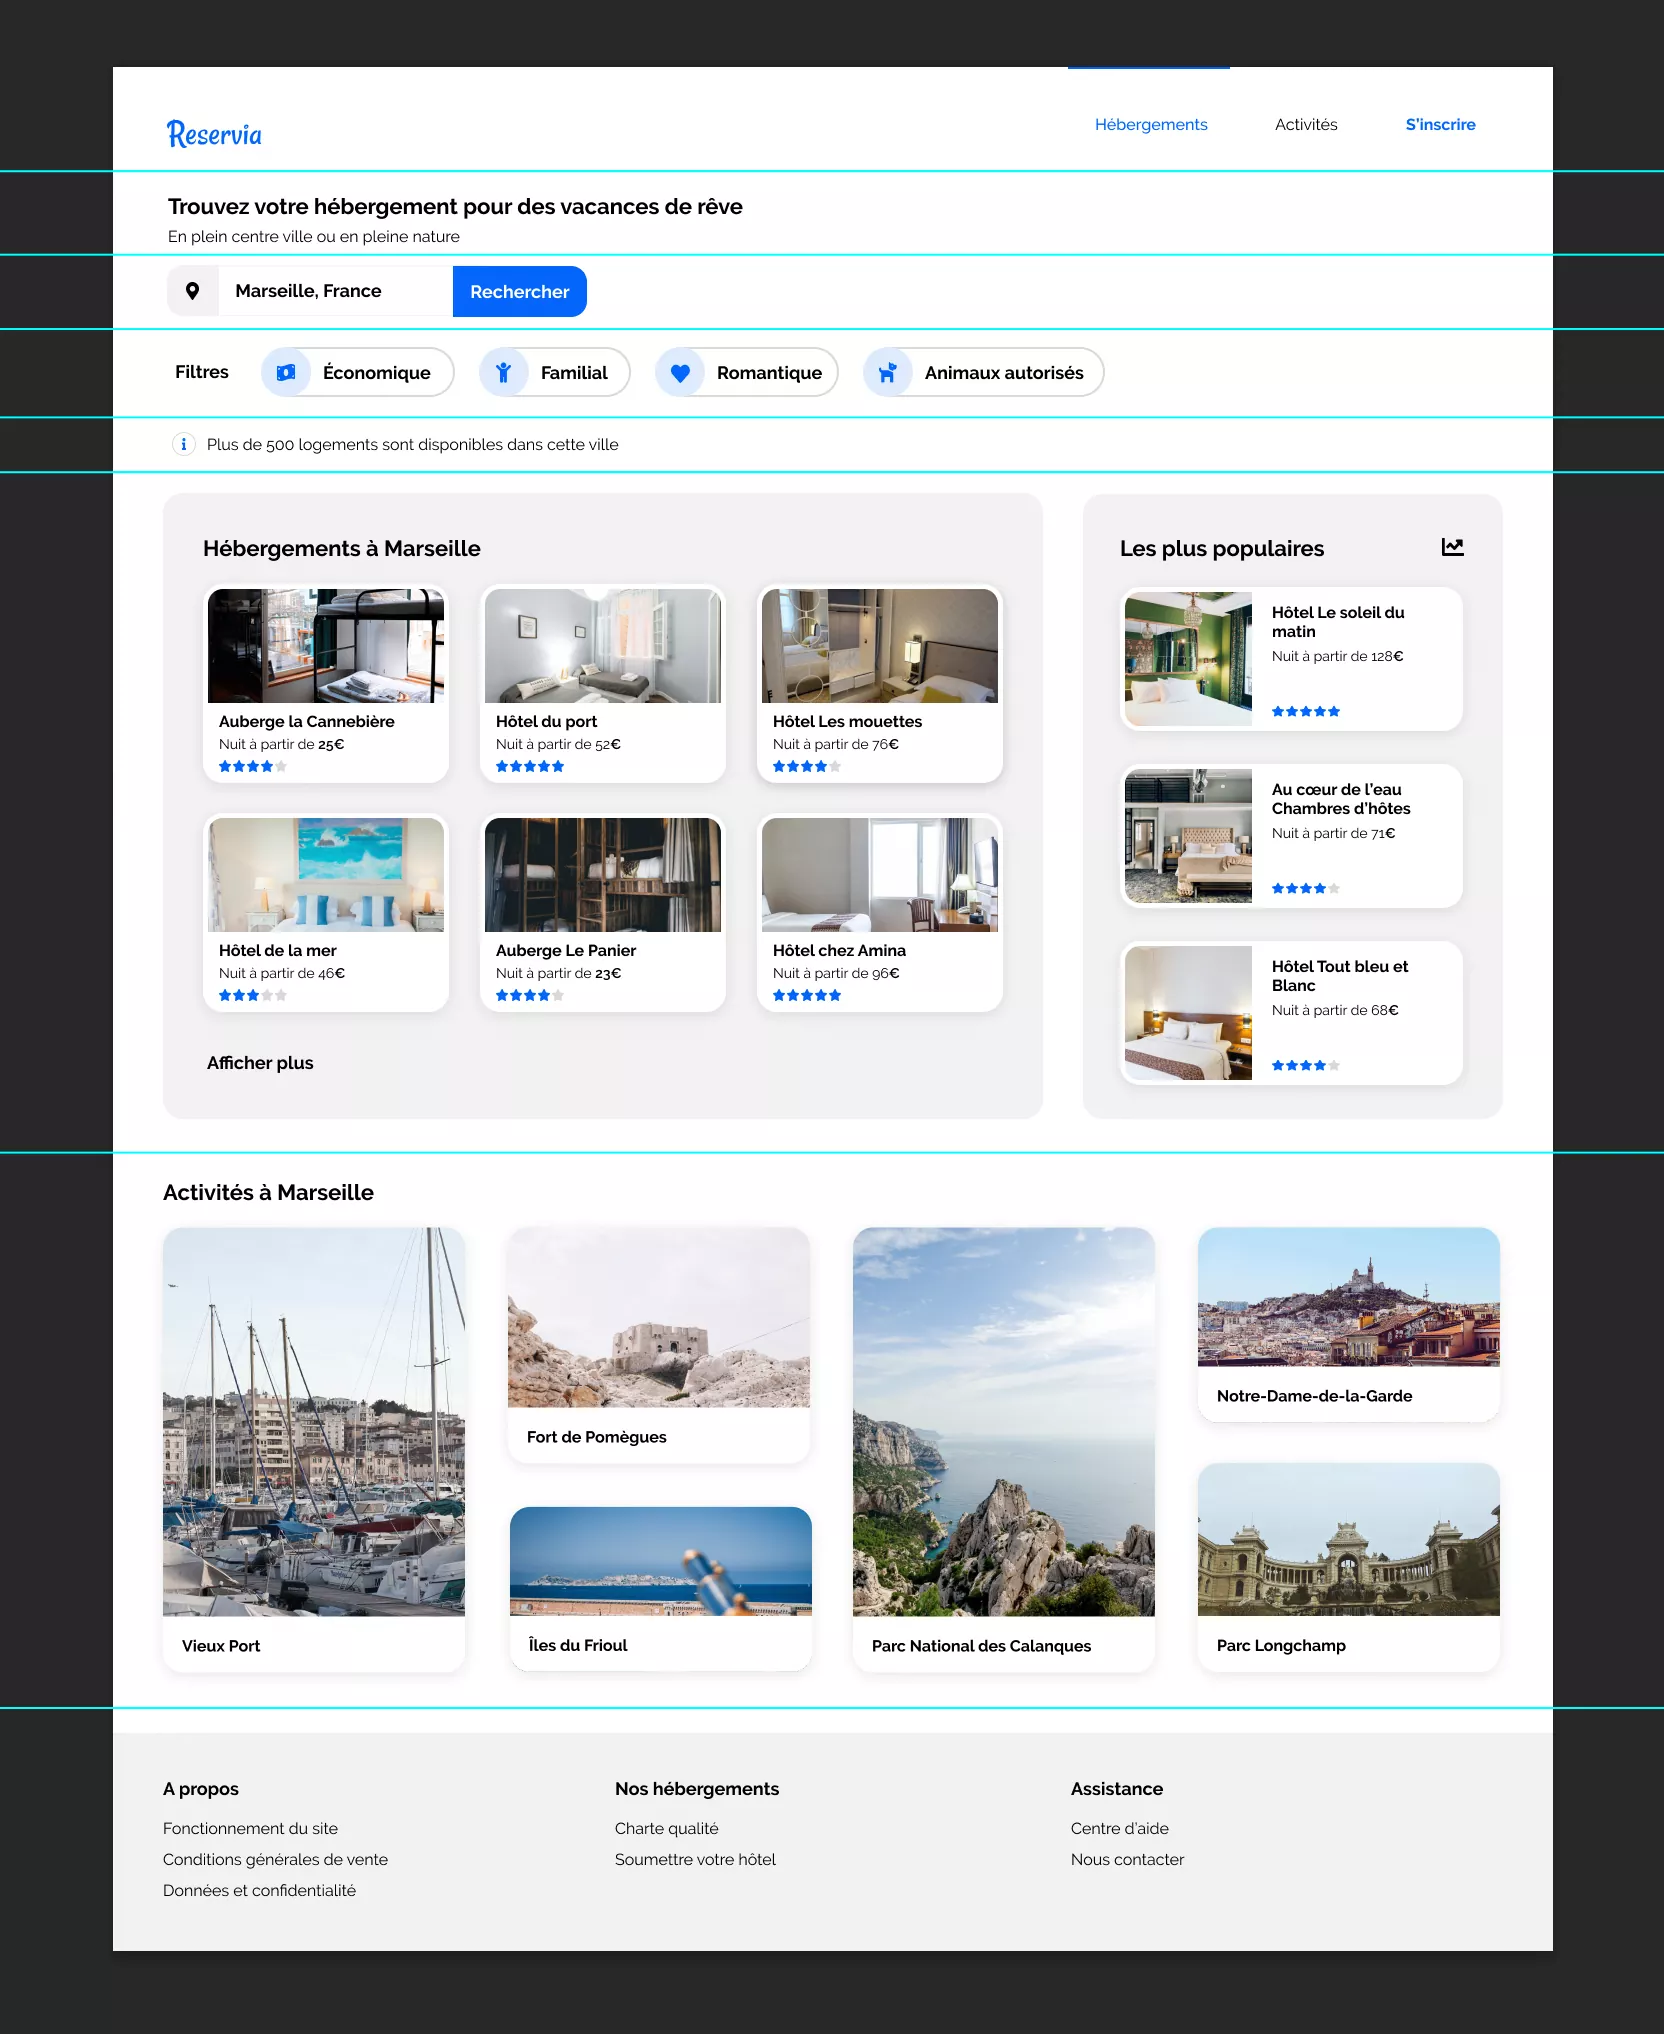 Reservia
Hébergements
Activités
S'inscrire
Trouvez votre hébergement pour des vacances de rêve
En plein centre ville ou en pleine nature
Marseille, France
Rechercher
Filtres
Économique
Familial
Romantique
Animaux autorisés
Plus de 500 logements sont disponibles dans cette ville
Hébergements à Marseille
Auberge la Cannebière
Nuit à partir de 25€
Hôtel du port
Nuit à partir de 52€
Hôtel Les mouettes
Nuit à partir de 76€
Hôtel de la mer
Nuit à partir de 46€
Auberge Le Panier
Nuit à partir de 23€
Hôtel chez Amina
Nuit à partir de 96€
Afficher plus
Les plus populaires
Hôtel Le soleil du
matin
Nuit à partir de 128€
Au cœur de l'eau
Chambres d'hôtes
Nuit à partir de 71€
Hôtel Tout bleu et
Blanc
Nuit à partir de 68€
Activités à Marseille
Vieux Port
Fort de Pomègues
Îles du Frioul
Parc National des Calanques
Notre-Dame-de-la-Garde
Parc Longchamp
A propos
Fonctionnement du site
Conditions générales de vente
Données et confidentialité
Nos hébergements
Charte qualité
Soumettre votre hôtel
Assistance
Centre d'aide
Nous contacter